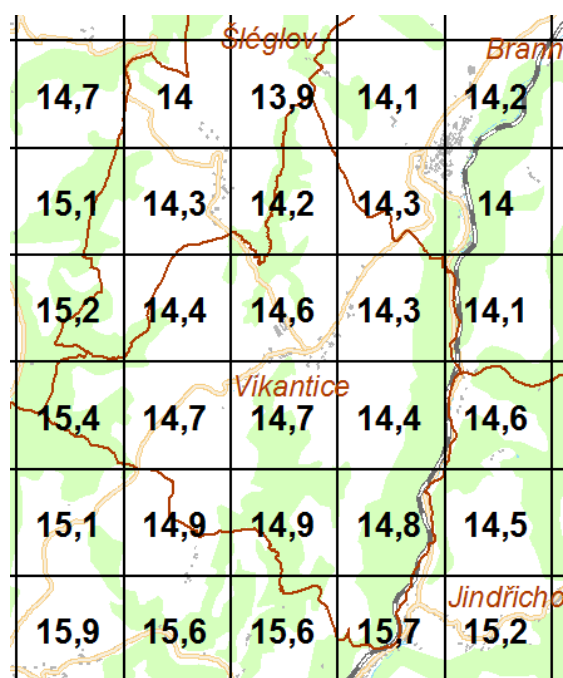 Šléglov
Brann
14,7 14 13,9 14,1 14,2
15,1 14,3 14,2 14,3 14
15,2 14,4 14,6 14,3 14,1
Vikantice
15,4 14,7 14,7 14,4 14,6
15,1 14,9 14,9 14,8 14,5
Jindřicho
15,9 15,6 15,6 15,7 15,2